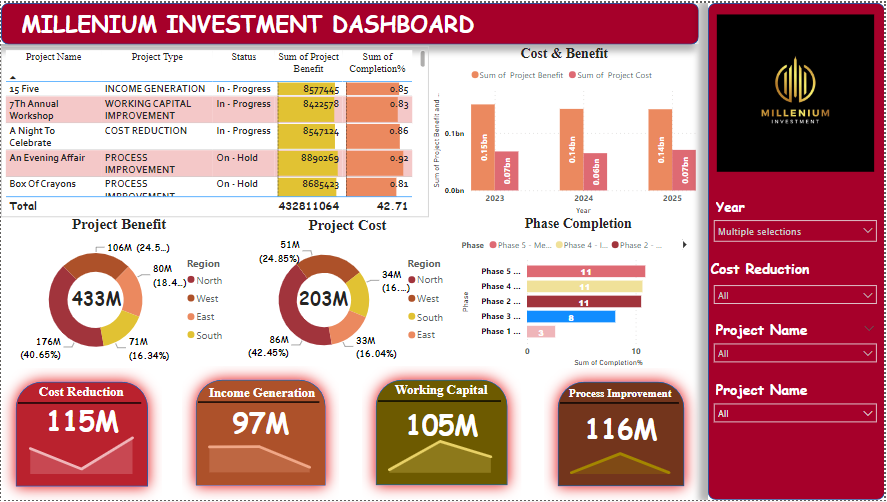 MILLENIUM INVESTMENT DASHBOARD
Project Name Project Type Status Sum of Project Benefit Sum of Completion%
15 Five INCOME GENERATION In - Progress 8577445 0.85
7Th Annual Workshop WORKING CAPITAL IMPROVEMENT In - Progress 8422578 0.83
A Night To Celebrate COST REDUCTION In - Progress 8547124 0.86
An Evening Affair PROCESS IMPROVEMENT On - Hold 8890269 0.92
Box Of Crayons PROCESS IMPROVEMENT On - Hold 8685423 0.81
Total 432811064 42.71
Cost & Benefit
Sum of Project Benefit Sum of Project Cost
Sum of Project Benefit and ...
0.1bn
0.0bn
0.15bn 0.07bn 0.14bn 0.06bn 0.14bn 0.07bn
2023 2024 2025
Year
Project Benefit
106M (24.5...)
80M
(18.4...)
433M
176M
(40.65%)
71M
(16.34%)
Region
North
West
East
South
Project Cost
51M
(24.85%)
34M
(16....)
203M
86M
(42.45%)
33M
(16.04%)
Region
North
West
South
East
Phase Completion
Phase Phase 5 - Me... Phase 4 - I... Phase 2 - ...
Phase
Phase 5 ... 11
Phase 4 ... 11
Phase 2 ... 11
Phase 3 ... 8
Phase 1 ... 3
0 10
Sum of Completion%
Cost Reduction
115M
Income Generation
97M
Working Capital
105M
Process Improvement
116M
MILLENIUM
INVESTMENT
Year
Multiple selections
Cost Reduction
All
Project Name
All
Project Name
All